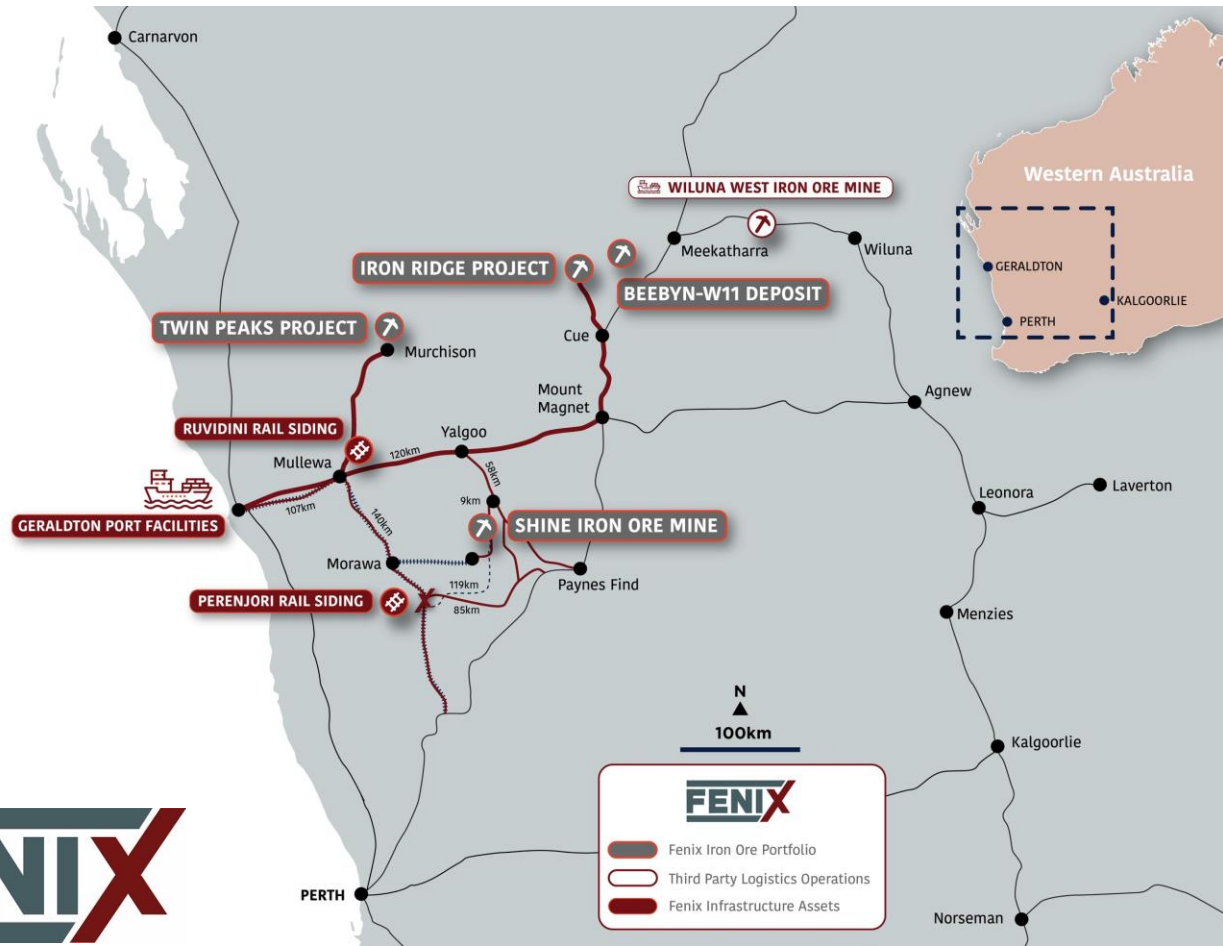 Carnarvon
Western Australia
WILUNA WEST IRON ORE MINE
Meekatharra
Wiluna
IRON RIDGE PROJECT
BEEBYN-W11 DEPOSIT
GERALDTON
KALGOORLIE
PERTH
TWIN PEAKS PROJECT
Murchison
Cue
Mount
Magnet
Agnew
RUVIDINI RAIL SIDING
Yalgoo
120km
Mullewa
58km
107km
9km
GERALDTON PORT FACILITIES
140km
SHINE IRON ORE MINE
Leonora
Laverton
Morawa
119km
Paynes Find
PERENJORI RAIL SIDING
X
85km
Menzies
N
100km
Kalgoorlie
FENIX
Fenix Iron Ore Portfolio
Third Party Logistics Operations
Fenix Infrastructure Assets
NIX
PERTH
Norseman